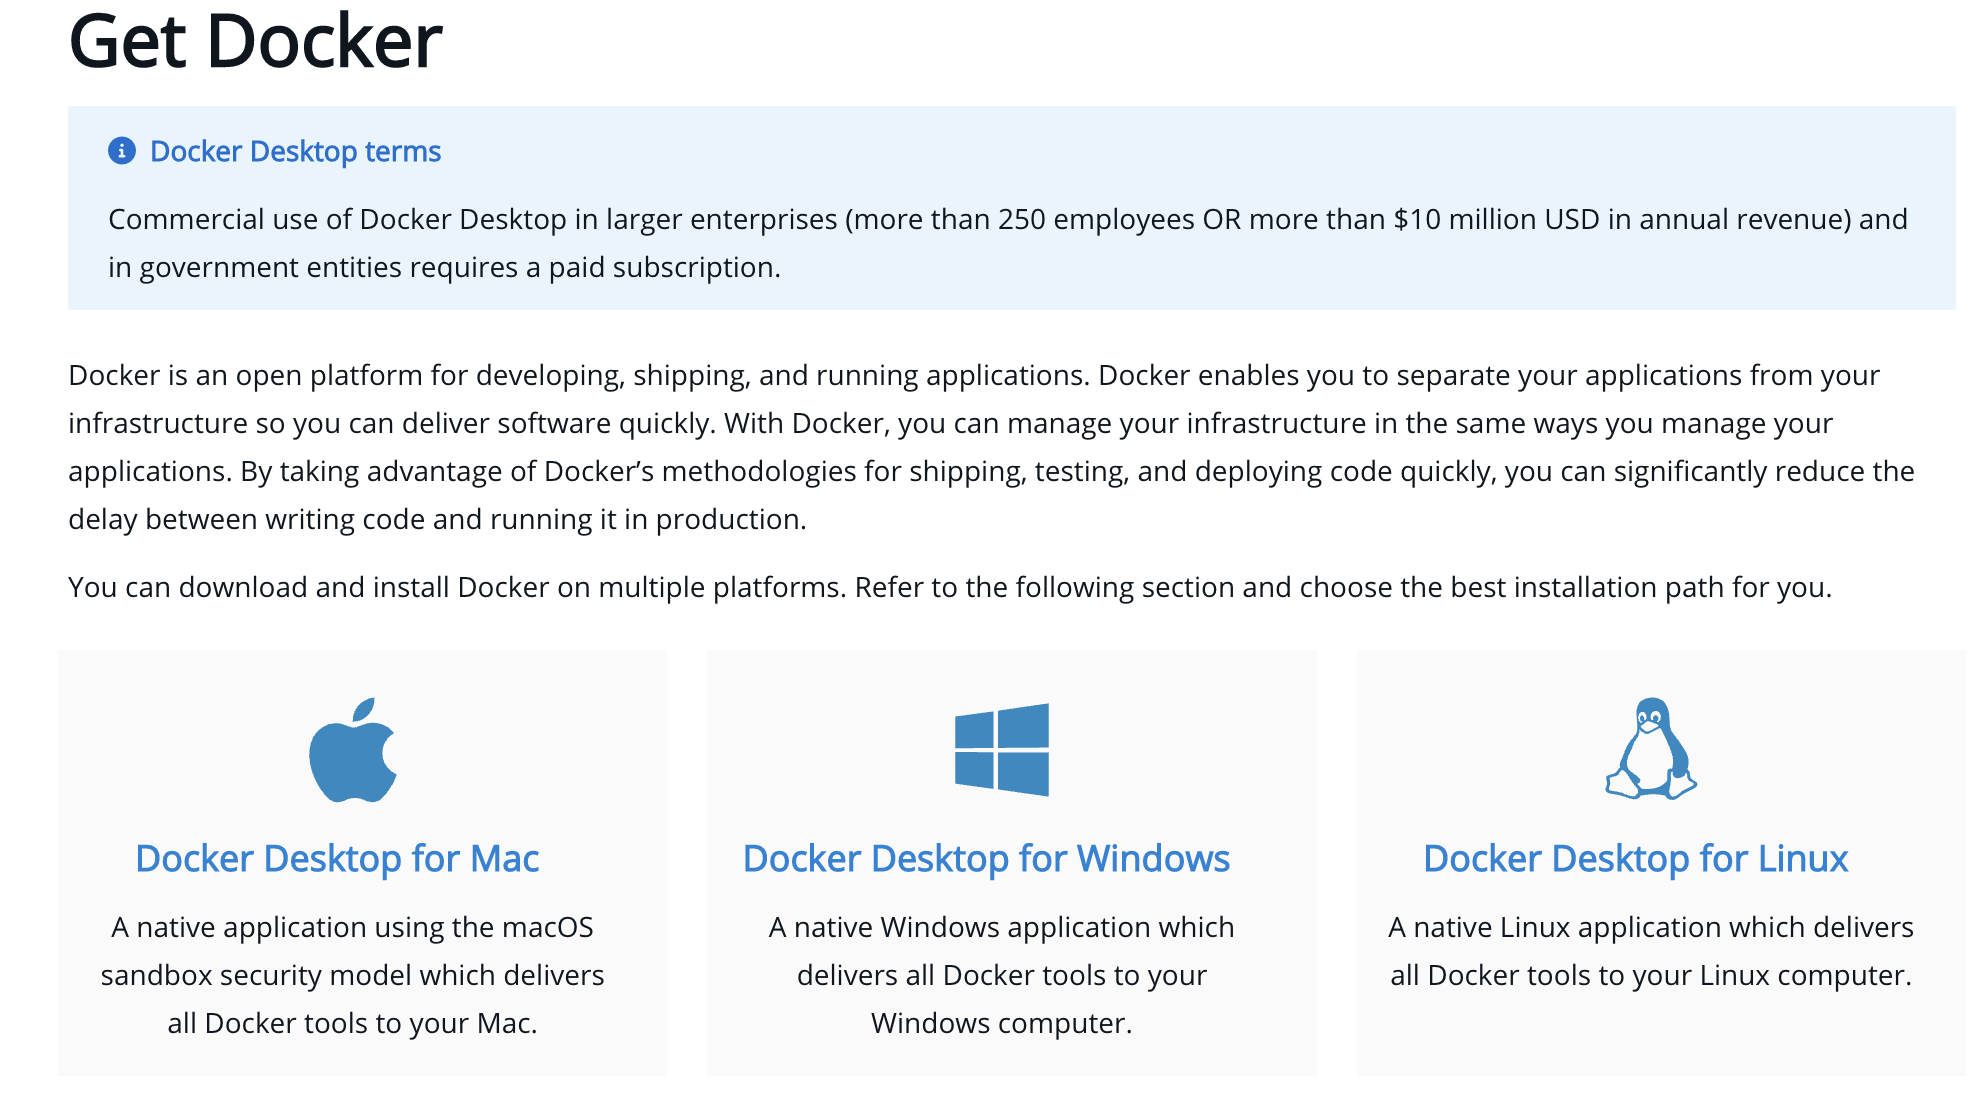 Get Docker
Docker Desktop terms
Commercial use of Docker Desktop in larger enterprises (more than 250 employees OR more than $10 million USD in annual revenue) and
in government entities requires a paid subscription.
Docker is an open platform for developing, shipping, and running applications. Docker enables you to separate your applications from your
infrastructure so you can deliver software quickly. With Docker, you can manage your infrastructure in the same ways you manage your
applications. By taking advantage of Docker’s methodologies for shipping, testing, and deploying code quickly, you can significantly reduce the
delay between writing code and running it in production.
You can download and install Docker on multiple platforms. Refer to the following section and choose the best installation path for you.
Docker Desktop for Mac
A native application using the macOS
sandbox security model which delivers
all Docker tools to your Mac.
Docker Desktop for Windows
A native Windows application which
delivers all Docker tools to your
Windows computer.
Docker Desktop for Linux
A native Linux application which delivers
all Docker tools to your Linux computer.